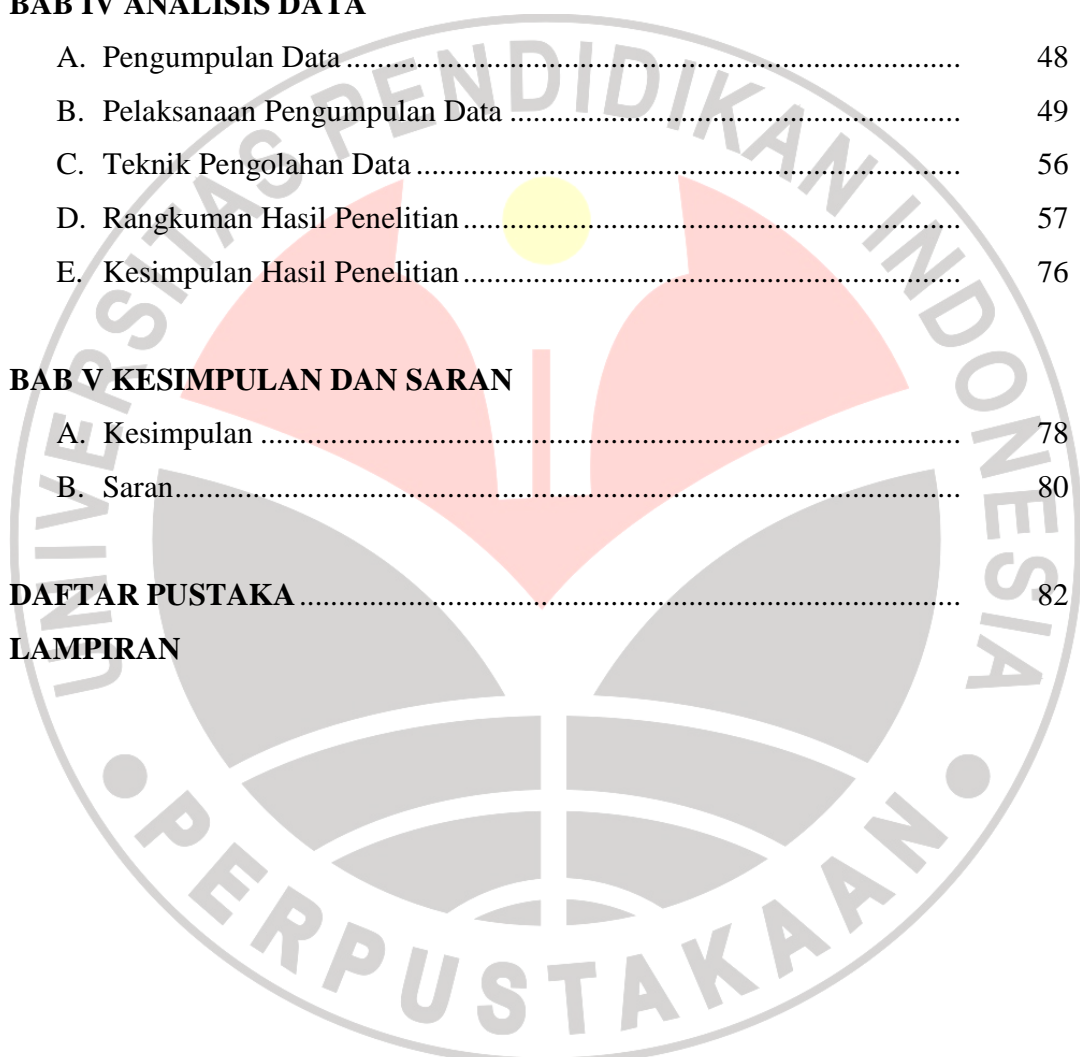 BAB IV ANALISIS DATA
A. Pengumpulan Data ........................................................................... 48
B. Pelaksanaan Pengumpulan Data ....................................................... 49
C. Teknik Pengolahan Data .................................................................. 56
D. Rangkuman Hasil Penelitian ............................................................. 57
E. Kesimpulan Hasil Penelitian ............................................................. 76
BAB V KESIMPULAN DAN SARAN
A. Kesimpulan ..................................................................................... 78
B. Saran................................................................................................ 80
DAFTAR PUSTAKA ................................................................................ 82
LAMPIRAN
UNIVERSITAS PENDIDIKAN INDONESIA
PERPUSTAKAAN